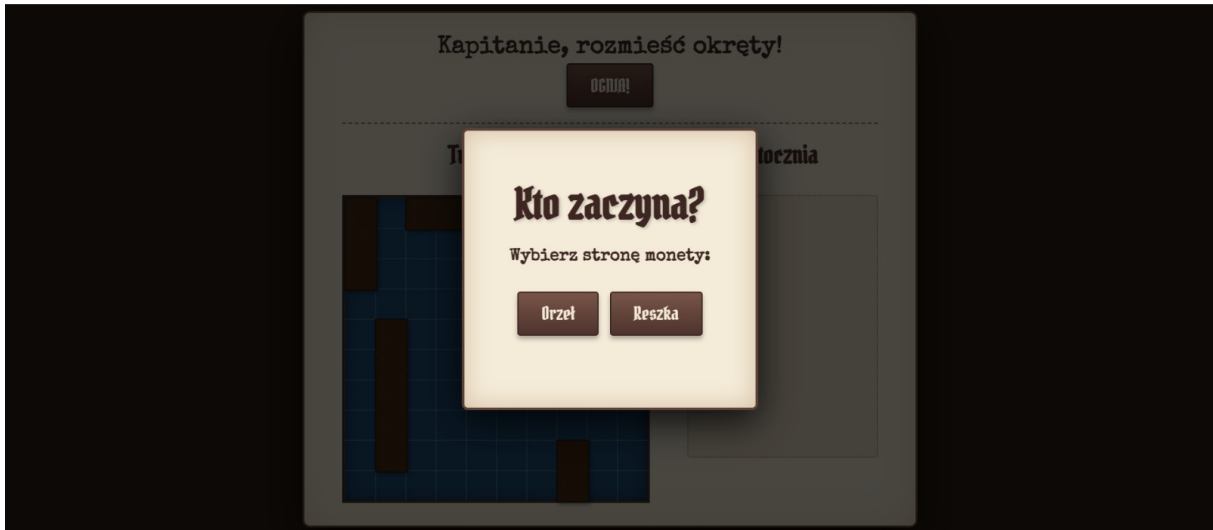 Kapitanie, rozmieść okręty!
OGNIA!
Kto zaczyna?
Wybierz stronę monety:
Orzeł
Reszka